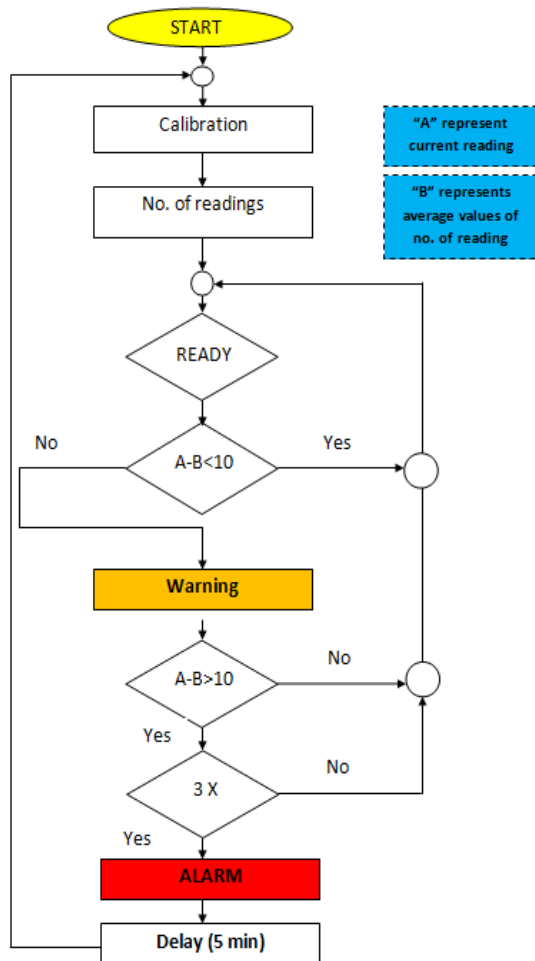 START
Calibration
“A” represent
current reading
No. of readings
“B” represents
average values of
no. of reading
READY
No
Yes
A-B<10
Warning
No
A-B>10
Yes
No
3 X
Yes
ALARM
Delay (5 min)